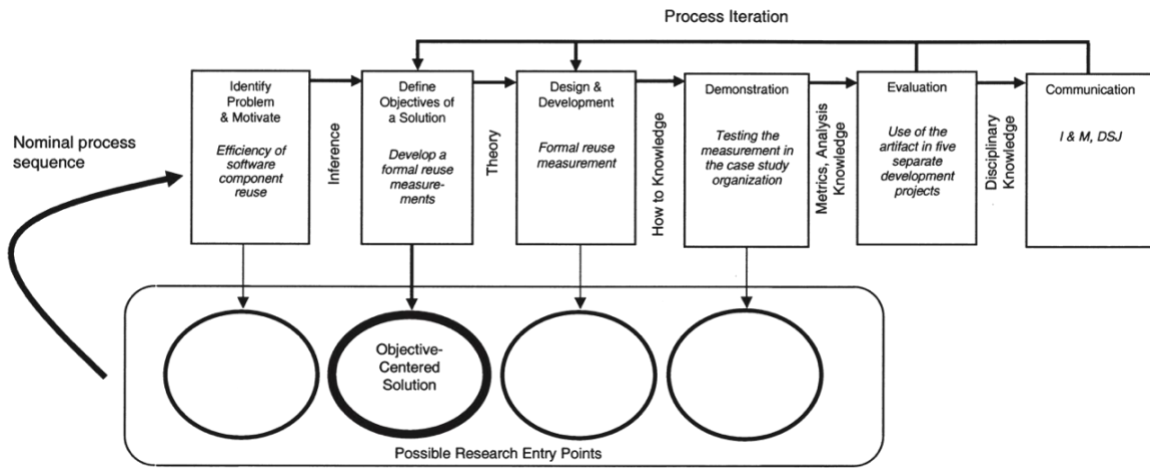 Process Iteration
Nominal process
sequence
Identify
Problem
& Motivate
Efficiency of
software
component
reuse
Inference
Define
Objectives of
a Solution
Develop a
formal reuse
measure-
ments
Theory
Design &
Development
Formal reuse
measurement
How to Knowledge
Demonstration
Testing the
measurement in
the case study
organization
Metrics, Analysis
Knowledge
Evaluation
Use of the
artifact in five
separate
development
projects
Disciplinary
Knowledge
Communication
I & M, DSJ
Objective-
Centered
Solution
Possible Research Entry Points